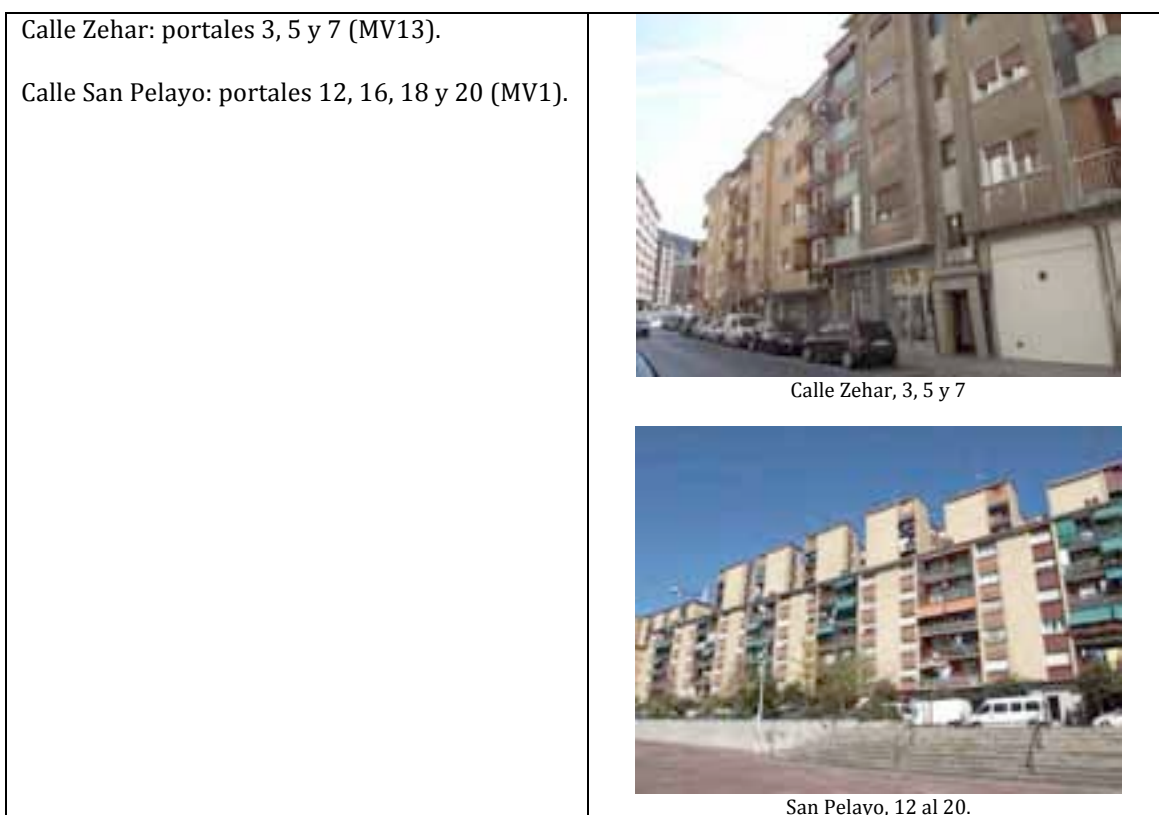 Calle Zehar: portales 3, 5 y 7 (MV13).
Calle San Pelayo: portales 12, 16, 18 y 20 (MV1).
Calle Zehar, 3, 5 y 7
San Pelayo, 12 al 20.